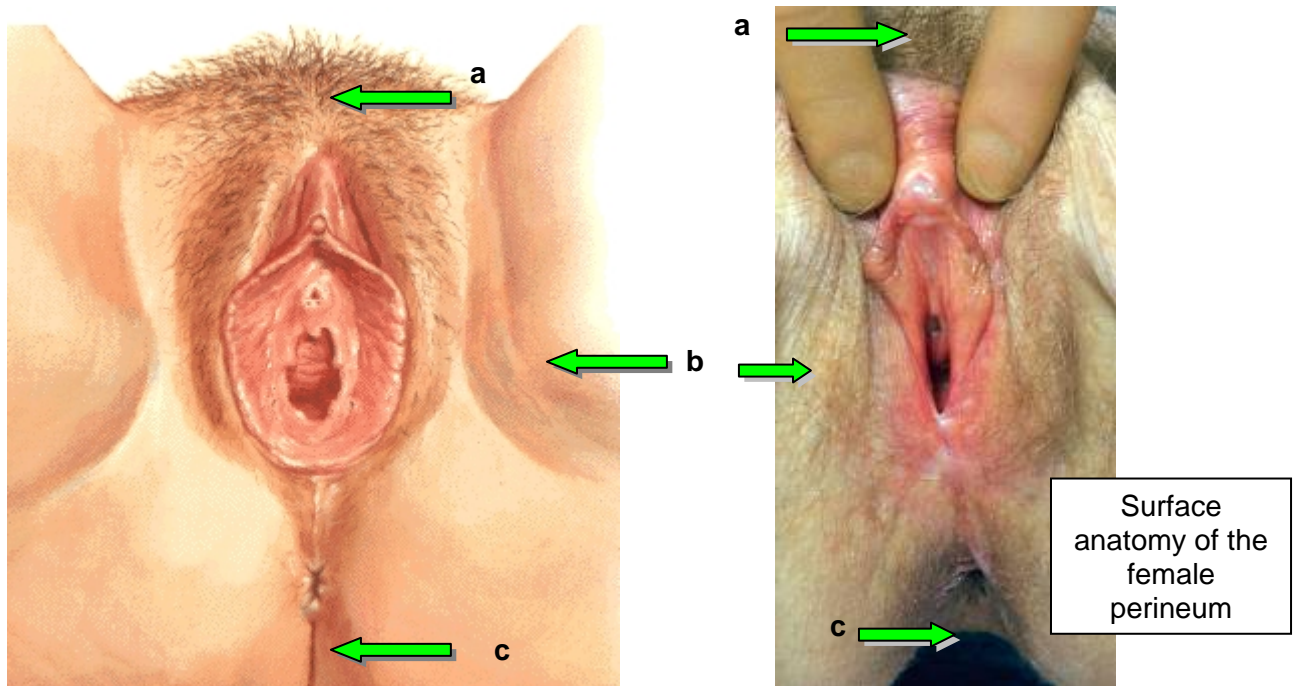 a
a
b
c
c
Surface
anatomy of the
female
perineum